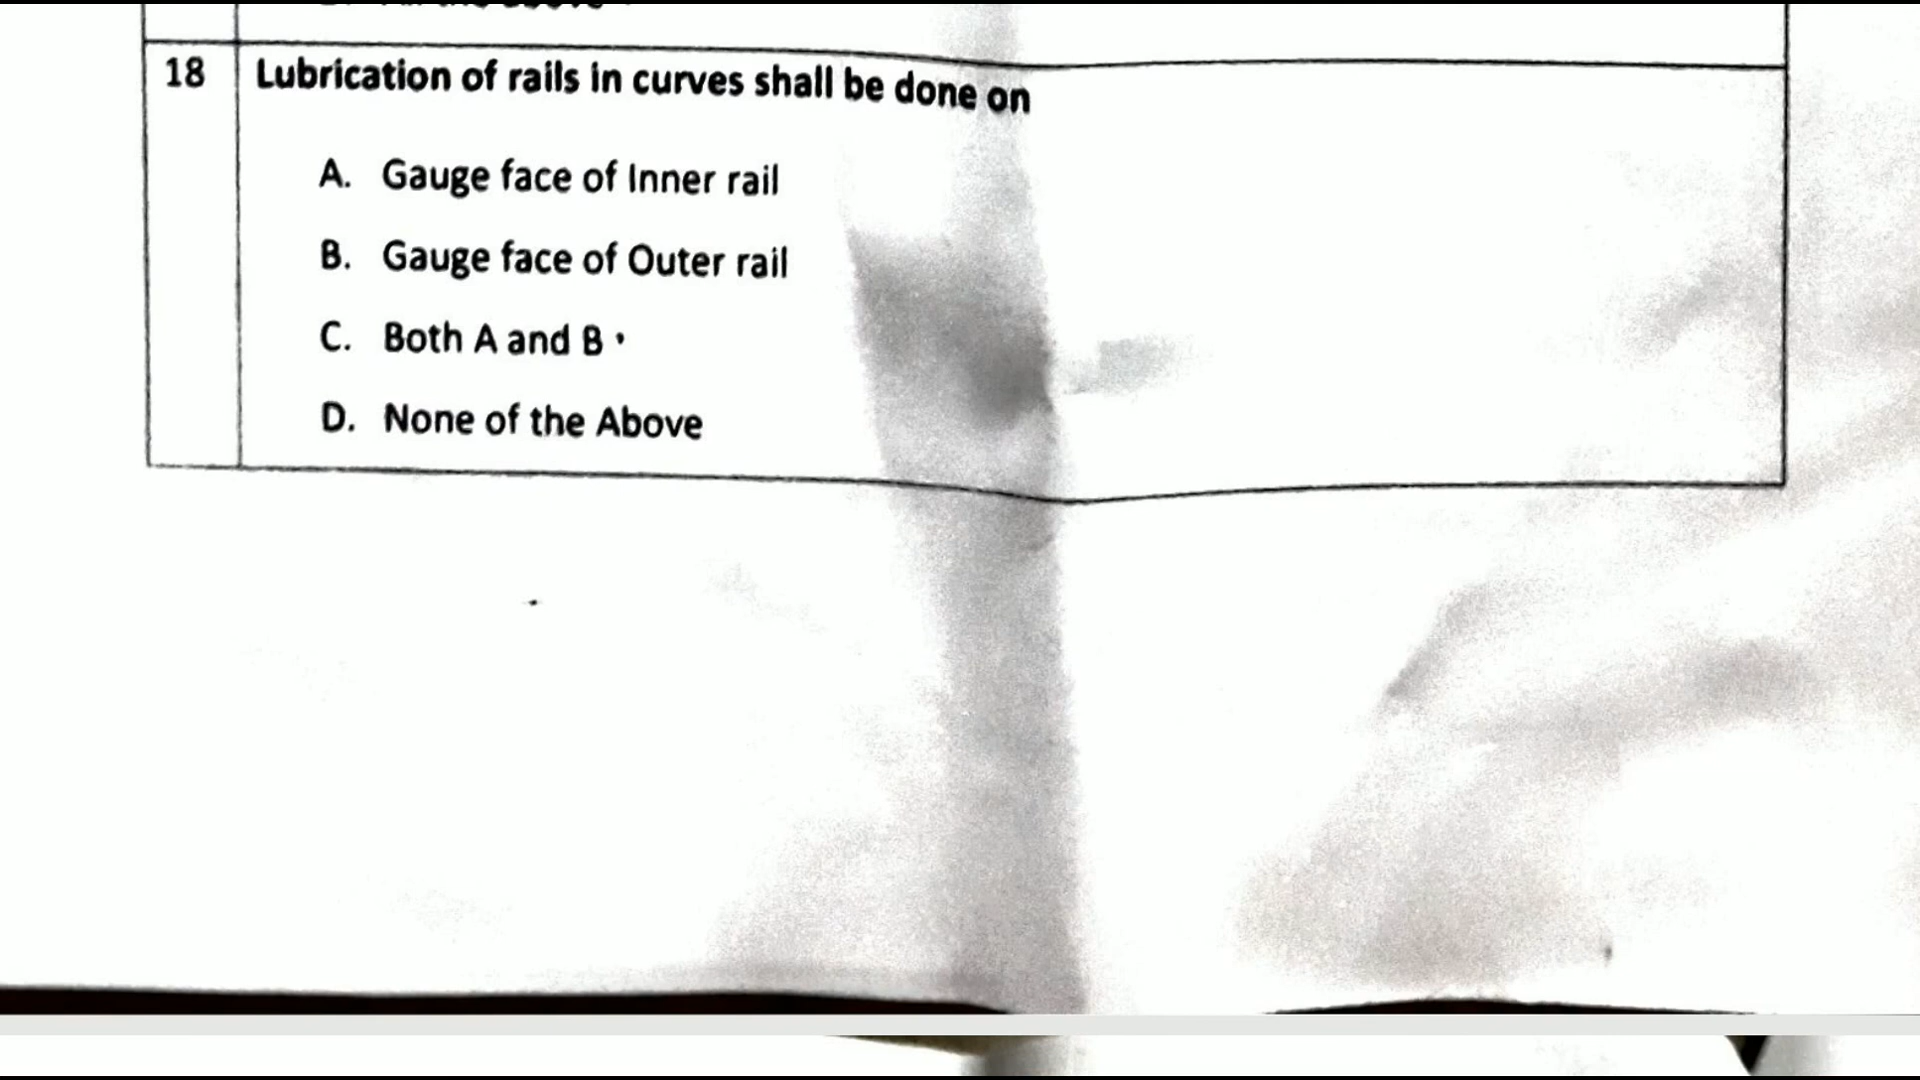 18 Lubrication of rails in curves shall be done on
A. Gauge face of Inner rail
B. Gauge face of Outer rail
C. Both A and B
D. None of the Above